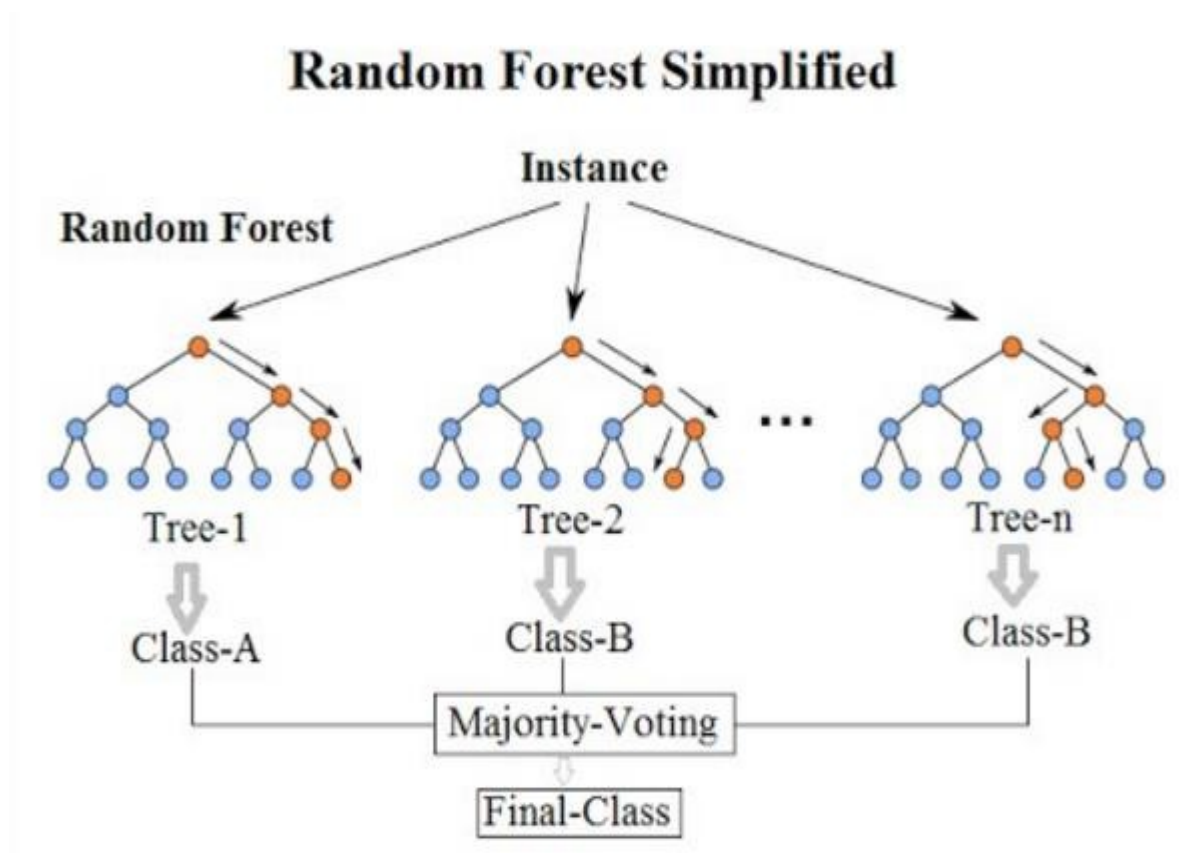 Random Forest Simplified
Instance
Random Forest
...
Tree-1
Tree-2
Tree-n
Class-A
Class-B
Class-B
Majority-Voting
Final-Class